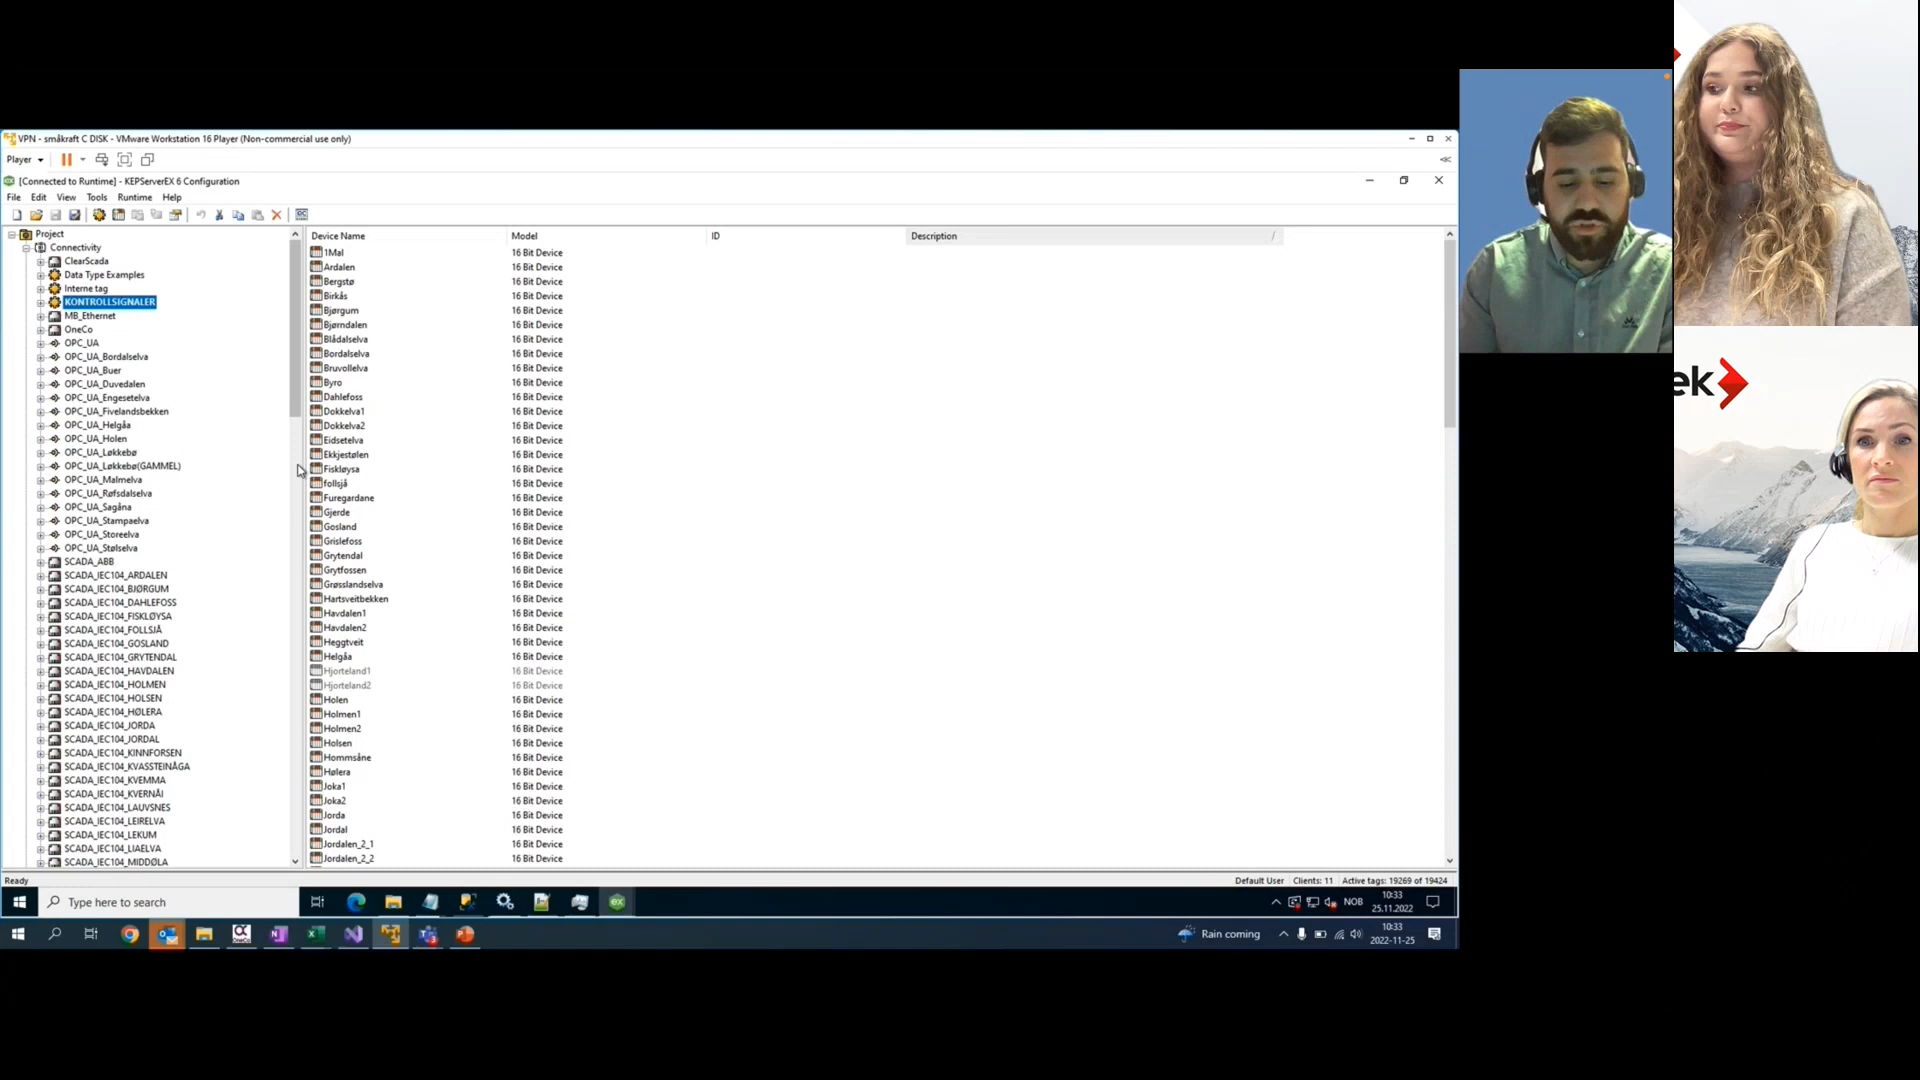 VPN - småkraft C DISK - VMware Workstation 16 Player (Non-commercial use only)
Player
[Connected to Runtime] - KEPServerEX 6 Configuration
File Edit View Tools Runtime Help
Project
Connectivity
ClearScada
Data Type Examples
Interne tag
KONTROLLSIGNALER
MB_Ethernet
OneCo
OPC_UA
OPC_UA_Bordalselva
OPC_UA_Buer
OPC_UA_Duvedalen
OPC_UA_Engesetelva
OPC_UA_Fivelandsbekken
OPC_UA_Helgåa
OPC_UA_Holen
OPC_UA_Løkkebø
OPC_UA_Løkkebø(GAMMEL)
OPC_UA_Malmelva
OPC_UA_Røfsdalselva
OPC_UA_Sagåna
OPC_UA_Stampaelva
OPC_UA_Storeelva
OPC_UA_Stølselva
SCADA_ABB
SCADA_IEC104_ARDALEN
SCADA_IEC104_BJØRGUM
SCADA_IEC104_DAHLEFOSS
SCADA_IEC104_FISKLØYSA
SCADA_IEC104_FOLLSJÅ
SCADA_IEC104_GOSLAND
SCADA_IEC104_GRYTENDAL
SCADA_IEC104_HAVDALEN
SCADA_IEC104_HOLMEN
SCADA_IEC104_HOLSEN
SCADA_IEC104_HØLERA
SCADA_IEC104_JORDA
SCADA_IEC104_JORDAL
SCADA_IEC104_KINNFORSEN
SCADA_IEC104_KVASSTEINÅGA
SCADA_IEC104_KVEMMA
SCADA_IEC104_KVERNÅI
SCADA_IEC104_LAUVSNES
SCADA_IEC104_LEIRELVA
SCADA_IEC104_LEKUM
SCADA_IEC104_LIAELVA
SCADA_IEC104_MIDDØLA
Device Name Model ID Description
1Mal 16 Bit Device
Ardalen 16 Bit Device
Bergstø 16 Bit Device
Birkås 16 Bit Device
Bjørgum 16 Bit Device
Bjørndalen 16 Bit Device
Blådalselva 16 Bit Device
Bordalselva 16 Bit Device
Bruvollelva 16 Bit Device
Byro 16 Bit Device
Dahlefoss 16 Bit Device
Dokkelva1 16 Bit Device
Dokkelva2 16 Bit Device
Eidsetelva 16 Bit Device
Ekkjestølen 16 Bit Device
Fiskløysa 16 Bit Device
follsjå 16 Bit Device
Furegardane 16 Bit Device
Gjerde 16 Bit Device
Gosland 16 Bit Device
Grislefoss 16 Bit Device
Grytendal 16 Bit Device
Grytfossen 16 Bit Device
Grøsslandselva 16 Bit Device
Hartsveitbekken 16 Bit Device
Havdalen1 16 Bit Device
Havdalen2 16 Bit Device
Heggtveit 16 Bit Device
Helgåa 16 Bit Device
Hjorteland1 16 Bit Device
Hjorteland2 16 Bit Device
Holen 16 Bit Device
Holmen1 16 Bit Device
Holmen2 16 Bit Device
Holsen 16 Bit Device
Hommsåne 16 Bit Device
Hølera 16 Bit Device
Joka1 16 Bit Device
Joka2 16 Bit Device
Jorda 16 Bit Device
Jordal 16 Bit Device
Jordalen_2_1 16 Bit Device
Jordalen_2_2 16 Bit Device
Ready Default User Clients: 11 Active tags: 19269 of 19424
Type here to search NOB 10:33
25.11.2022
Rain coming 10:33
2022-11-25
ek